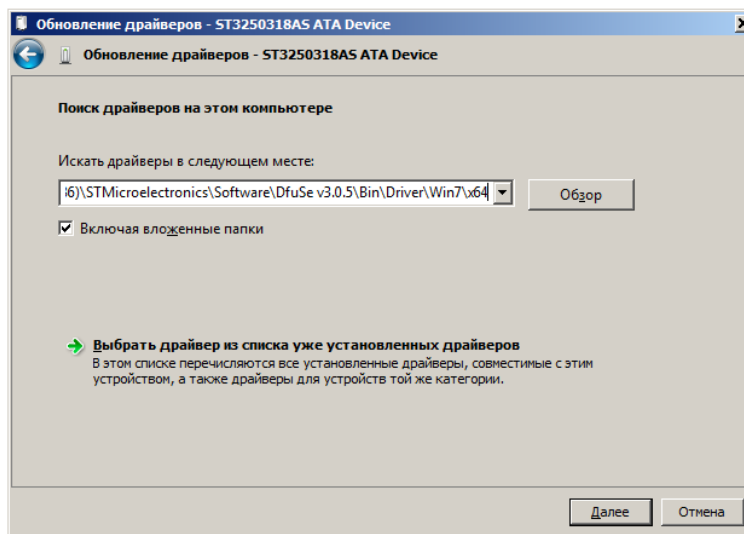 Обновление драйверов - ST3250318AS ATA Device
Обновление драйверов - ST3250318AS ATA Device
Поиск драйверов на этом компьютере
Искать драйверы в следующем месте:
\STMicroelectronics\Software\DfuSe v3.0.5\Bin\Driver\Win7\x64
Обзор
Включая вложенные папки
Выбрать драйвер из списка уже установленных драйверов
В этом списке перечисляются все установленные драйверы, совместимые с этим
устройством, а также драйверы для устройств той же категории.
Далее
Отмена